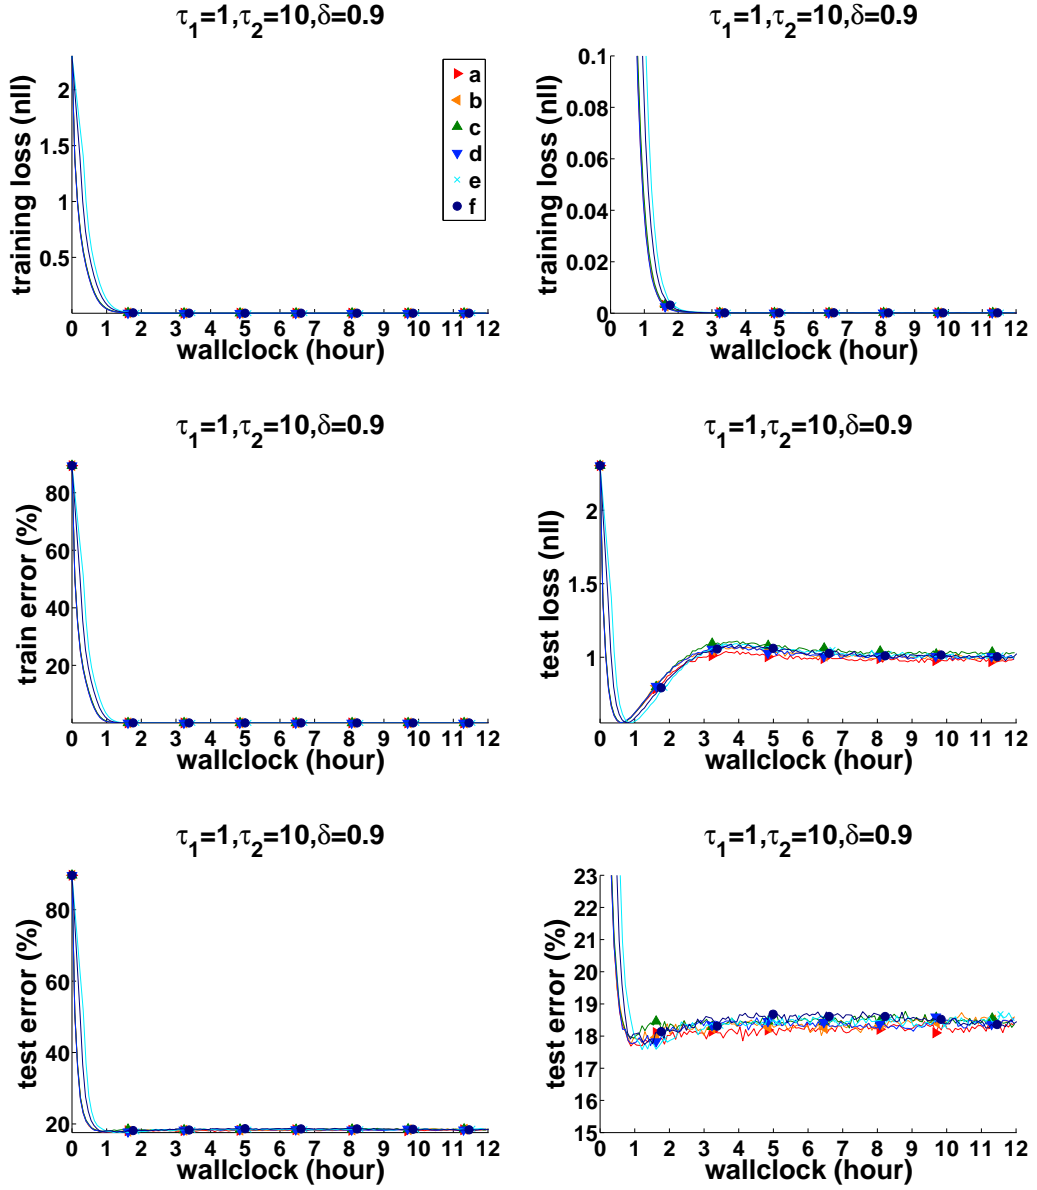 τ1=1,τ2=10,δ=0.9
training loss (nll)
2
1.5
1
0.5
0 1 2 3 4 5 6 7 8 9 10 11 12
wallclock (hour)
a
b
c
d
e
f
τ1=1,τ2=10,δ=0.9
training loss (nll)
0.1
0.08
0.06
0.04
0.02
0
0 1 2 3 4 5 6 7 8 9 10 11 12
wallclock (hour)
τ1=1,τ2=10,δ=0.9
train error (%)
80
60
40
20
0 1 2 3 4 5 6 7 8 9 10 11 12
wallclock (hour)
τ1=1,τ2=10,δ=0.9
test loss (nll)
2
1.5
1
0 1 2 3 4 5 6 7 8 9 10 11 12
wallclock (hour)
τ1=1,τ2=10,δ=0.9
test error (%)
80
60
40
20
0 1 2 3 4 5 6 7 8 9 10 11 12
wallclock (hour)
τ1=1,τ2=10,δ=0.9
test error (%)
23
22
21
20
19
18
17
16
15
0 1 2 3 4 5 6 7 8 9 10 11 12
wallclock (hour)